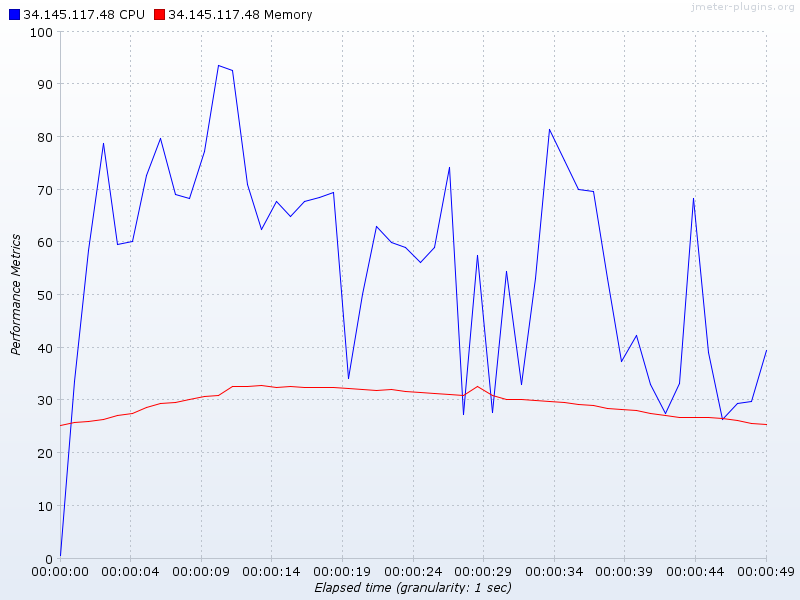 jmeter-plugins.org
34.145.117.48 CPU 34.145.117.48 Memory
100
90
80
70
60
50
40
30
20
10
0
Performance Metrics
00:00:00 00:00:04 00:00:09 00:00:14 00:00:19 00:00:24 00:00:29 00:00:34 00:00:39 00:00:44 00:00:49
Elapsed time (granularity: 1 sec)